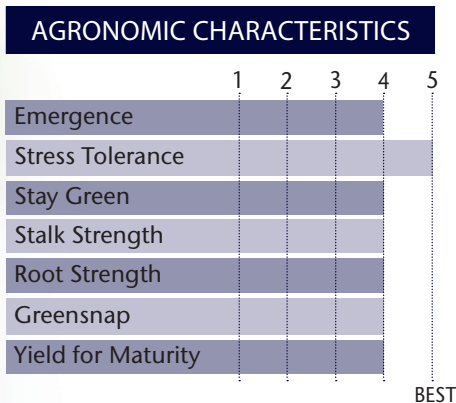 AGRONOMIC CHARACTERISTICS
1 2 3 4 5
Emergence
Stress Tolerance
Stay Green
Stalk Strength
Root Strength
Greensnap
Yield for Maturity
BEST